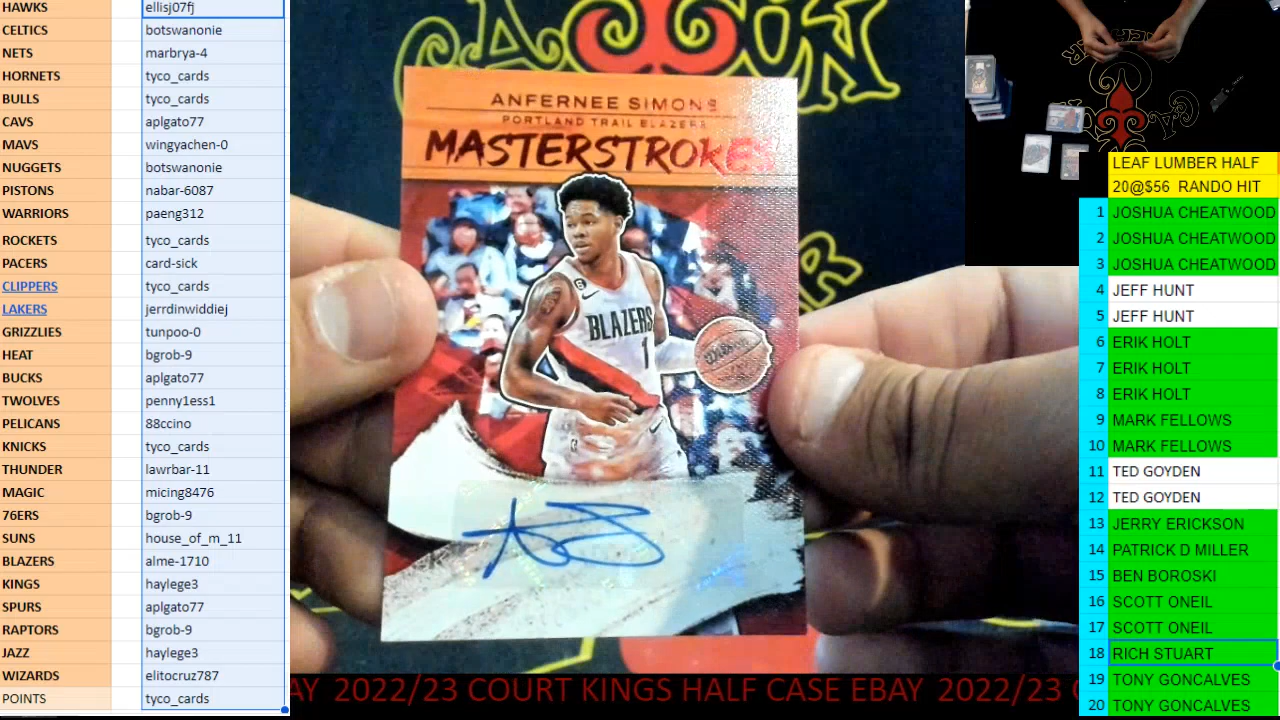 HAWKS ellisj07fj
CELTICS botswanonie
NETS marbrya-4
HORNETS tyco_cards
BULLS tyco_cards
CAVS aplgato77
MAVS wingyachen-0
NUGGETS botswanonie
PISTONS nabar-6087
WARRIORS paeng312
ROCKETS tyco_cards
PACERS card-sick
CLIPPERS tyco_cards
LAKERS jerrdinwiddiej
GRIZZLIES tunpoo-0
HEAT bgrob-9
BUCKS aplgato77
TWOLVES penny1ess1
PELICANS 88ccino
KNICKS tyco_cards
THUNDER lawrbar-11
MAGIC micing8476
76ERS bgrob-9
SUNS house_of_m_11
BLAZERS alme-1710
KINGS haylege3
SPURS aplgato77
RAPTORS bgrob-9
JAZZ haylege3
WIZARDS elitocruz787
POINTS tyco_cards
ANFERNEE SIMONS
PORTLAND TRAIL BLAZERS
MASTERSTROKES
6
BLAZERS
1
AY 2022/23 COURT KINGS HALF CASE EBAY 2022/23 C
LEAF LUMBER HALF
20@$56 RANDO HIT
1 JOSHUA CHEATWOOD
2 JOSHUA CHEATWOOD
3 JOSHUA CHEATWOOD
4 JEFF HUNT
5 JEFF HUNT
6 ERIK HOLT
7 ERIK HOLT
8 ERIK HOLT
9 MARK FELLOWS
10 MARK FELLOWS
11 TED GOYDEN
12 TED GOYDEN
13 JERRY ERICKSON
14 PATRICK D MILLER
15 BEN BOROSKI
16 SCOTT ONEIL
17 SCOTT ONEIL
18 RICH STUART
19 TONY GONCALVES
20 TONY GONCALVES